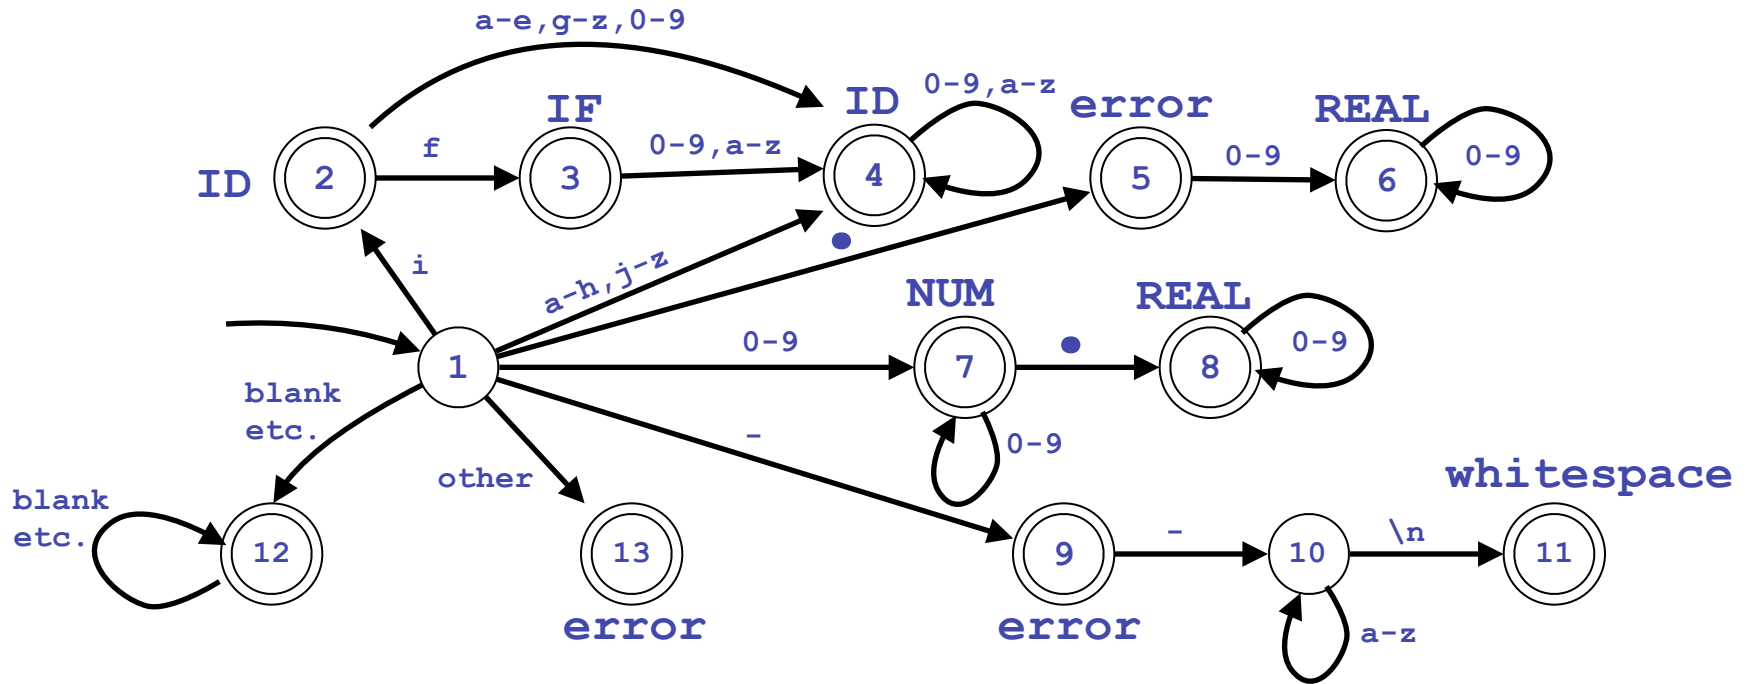 a-e,g-z,0-9
0-9,a-z
IF
ID
error
REAL
f
0-9,a-z
0-9
0-9
ID
2
3
4
5
6
i
a-h,j-z
.
NUM
REAL
0-9
.
0-9
1
7
8
blank
etc.
-
0-9
other
whitespace
blank
etc.
-
\n
12
13
9
10
11
error
error
a-z